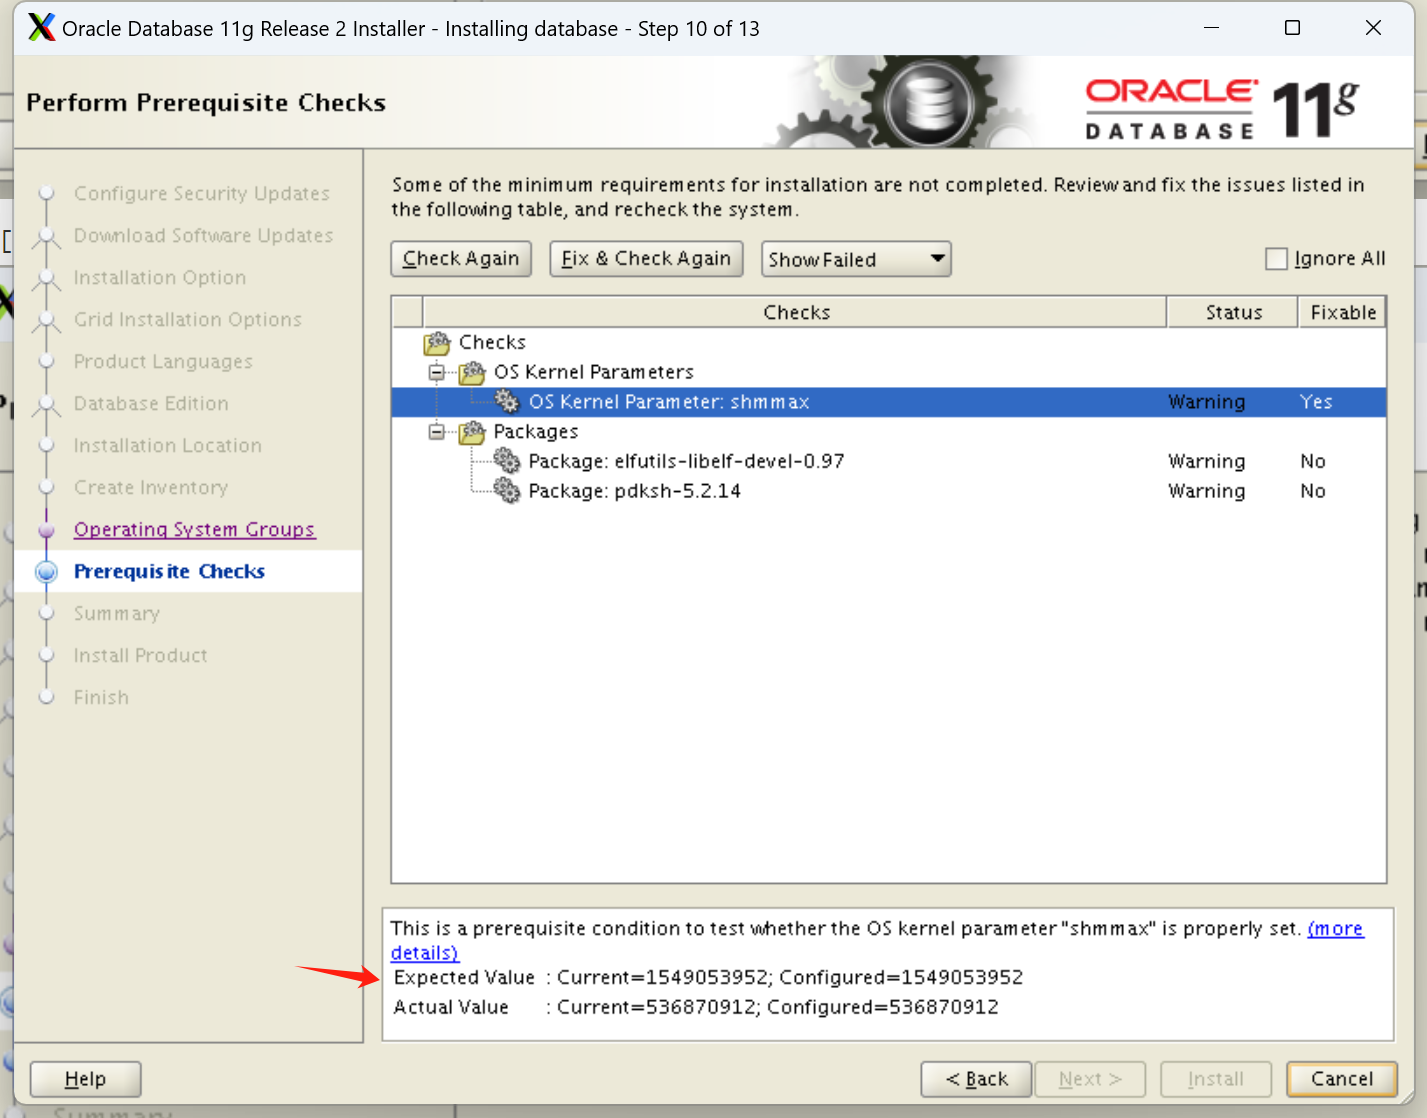 Oracle Database 11g Release 2 Installer - Installing database - Step 10 of 13
Perform Prerequisite Checks
ORACLE
DATABASE
11g
Configure Security Updates
Download Software Updates
Installation Option
Grid Installation Options
Product Languages
Database Edition
Installation Location
Create Inventory
Operating System Groups
Prerequisite Checks
Summary
Install Product
Finish
Some of the minimum requirements for installation are not completed. Review and fix the issues listed in
the following table, and recheck the system.
Check Again
Fix & Check Again
Show Failed
Ignore All
Checks Status Fixable
Checks
OS Kernel Parameters
OS Kernel Parameter: shmmax Warning Yes
Packages
Package: elfutils-libelf-devel-0.97 Warning No
Package: pdksh-5.2.14 Warning No
This is a prerequisite condition to test whether the OS kernel parameter "shmmax" is properly set. (more
details)
Expected Value : Current=1549053952; Configured=1549053952
Actual Value : Current=536870912; Configured=536870912
Help
< Back
Next >
Install
Cancel